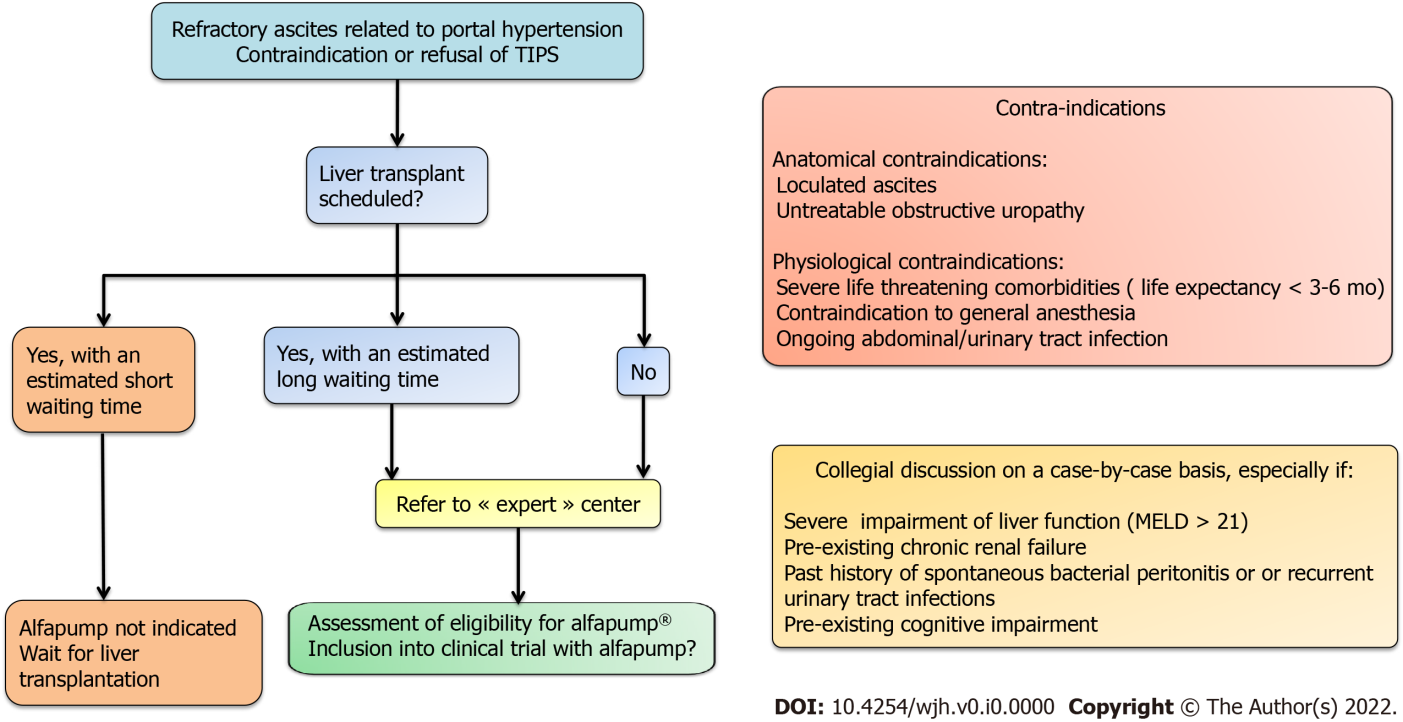 Refractory ascites related to portal hypertension
Contraindication or refusal of TIPS
Liver transplant
scheduled?
Yes, with an
estimated short
waiting time
Yes, with an estimated
long waiting time
No
Refer to « expert » center
Alfapump not indicated
Wait for liver
transplantation
Assessment of eligibility for alfapump®
Inclusion into clinical trial with alfapump?
Contra-indications
Anatomical contraindications:
Loculated ascites
Untreatable obstructive uropathy
Physiological contraindications:
Severe life threatening comorbidities ( life expectancy < 3-6 mo)
Contraindication to general anesthesia
Ongoing abdominal/urinary tract infection
Collegial discussion on a case-by-case basis, especially if:
Severe  impairment of liver function (MELD > 21)
Pre-existing chronic renal failure
Past history of spontaneous bacterial peritonitis or or recurrent
urinary tract infections
Pre-existing cognitive impairment
DOI: 10.4254/wjh.v0.i0.0000  Copyright © The Author(s) 2022.